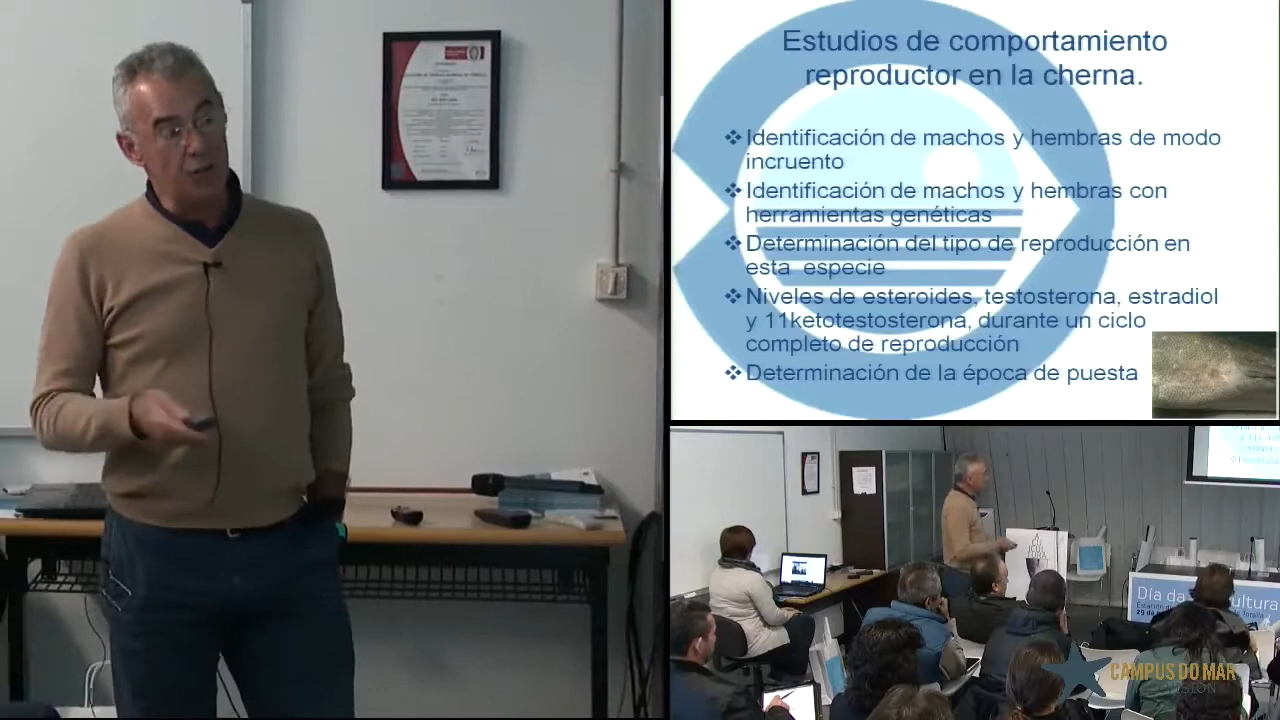 Estudios de comportamiento
reproductor en la cherna.
❖Identificación de machos y hembras de modo
incruento
❖Identificación de machos y hembras con
herramientas genéticas
❖Determinación del tipo de reproducción en
esta especie
❖Niveles de esteroides, testosterona, estradiol
y 11ketotestosterona, durante un ciclo
completo de reproducción
❖Determinación de la época de puesta
Día da
cultura
CAMPUS DO MAR